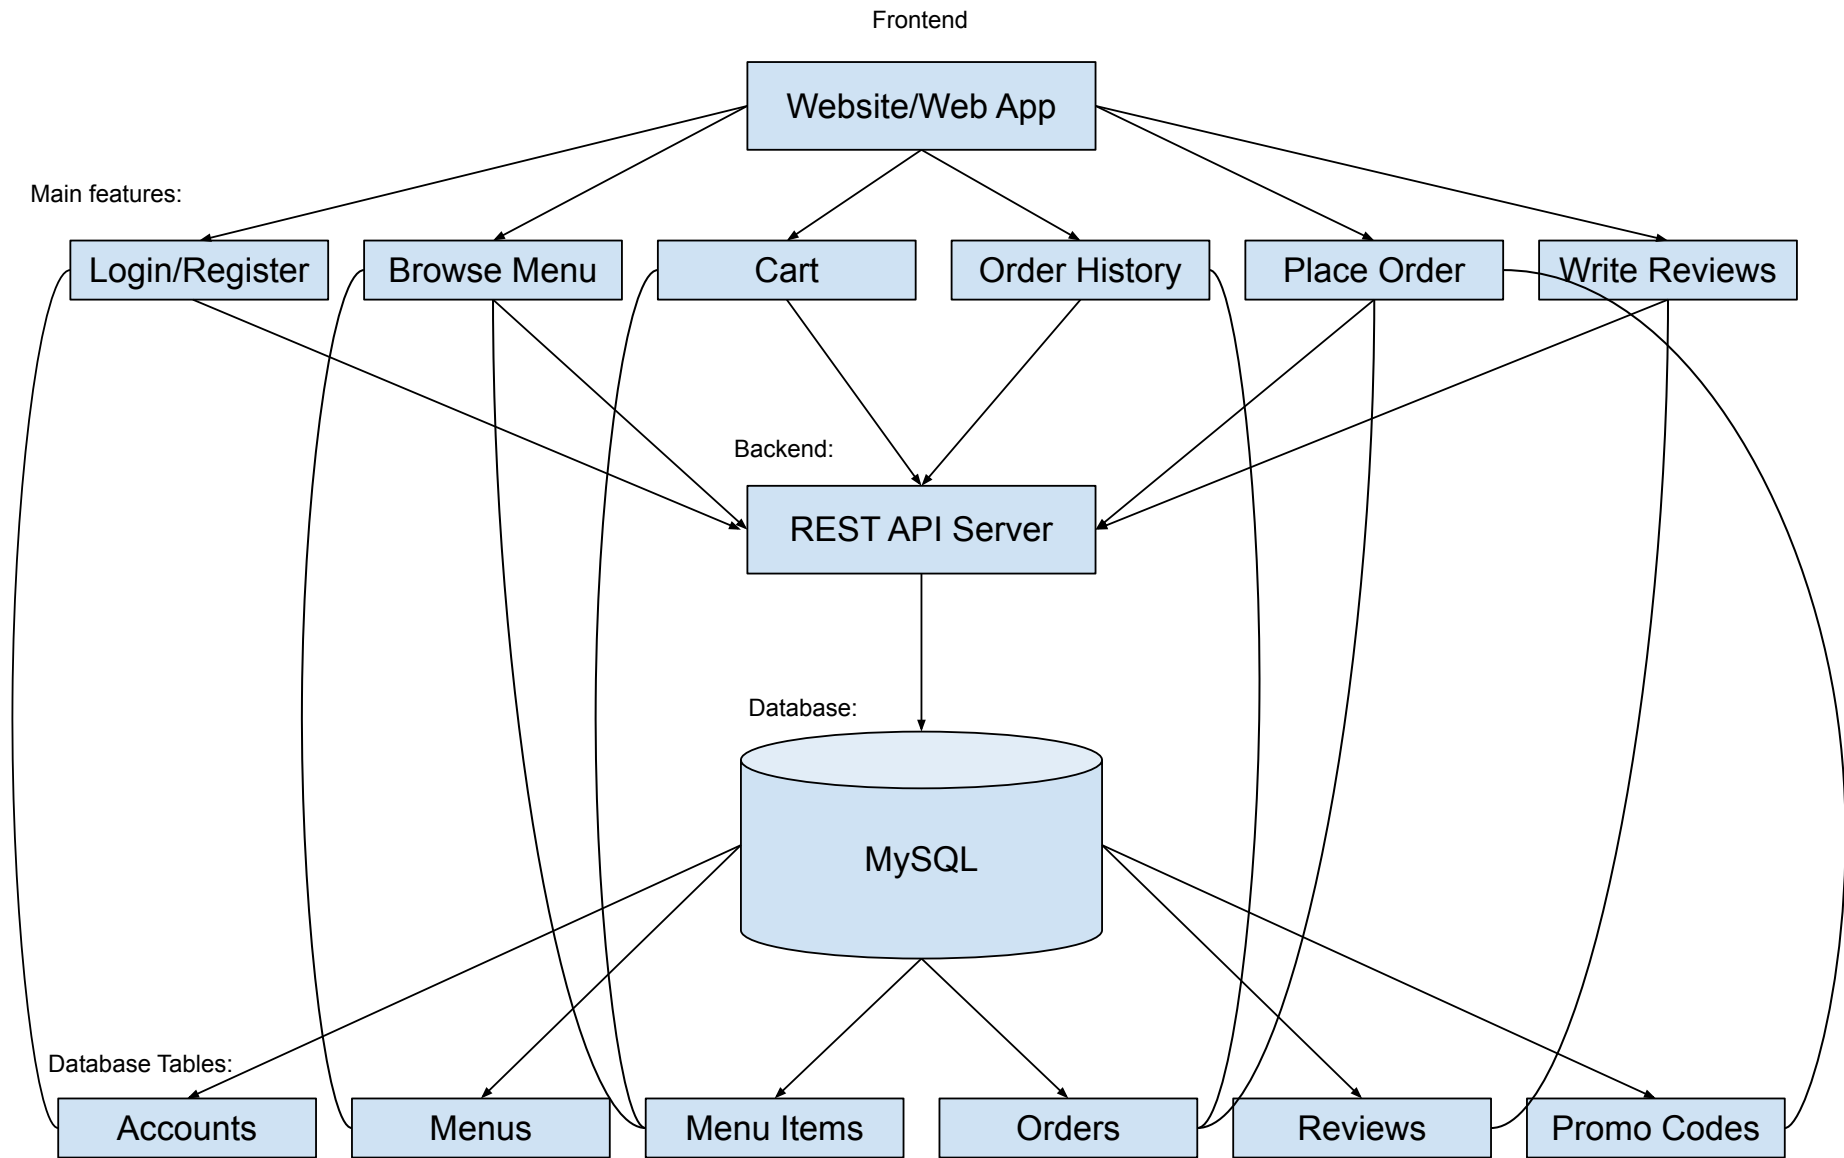 Frontend
Website/Web App
Main features:
Login/Register
Browse Menu
Cart
Order History
Place Order
Write Reviews
Backend:
REST API Server
Database:
MySQL
Database Tables:
Accounts
Menus
Menu Items
Orders
Reviews
Promo Codes